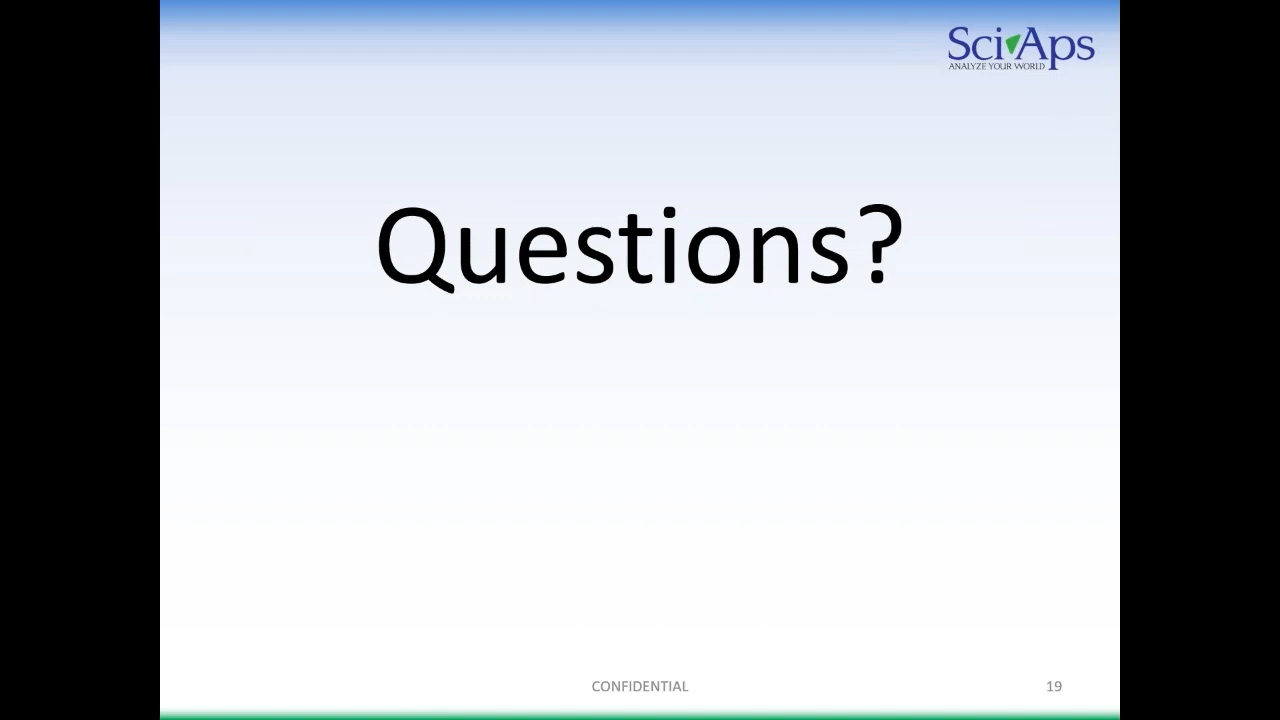 SciAps
ANALYZE YOUR WORLD
Questions?
CONFIDENTIAL
19